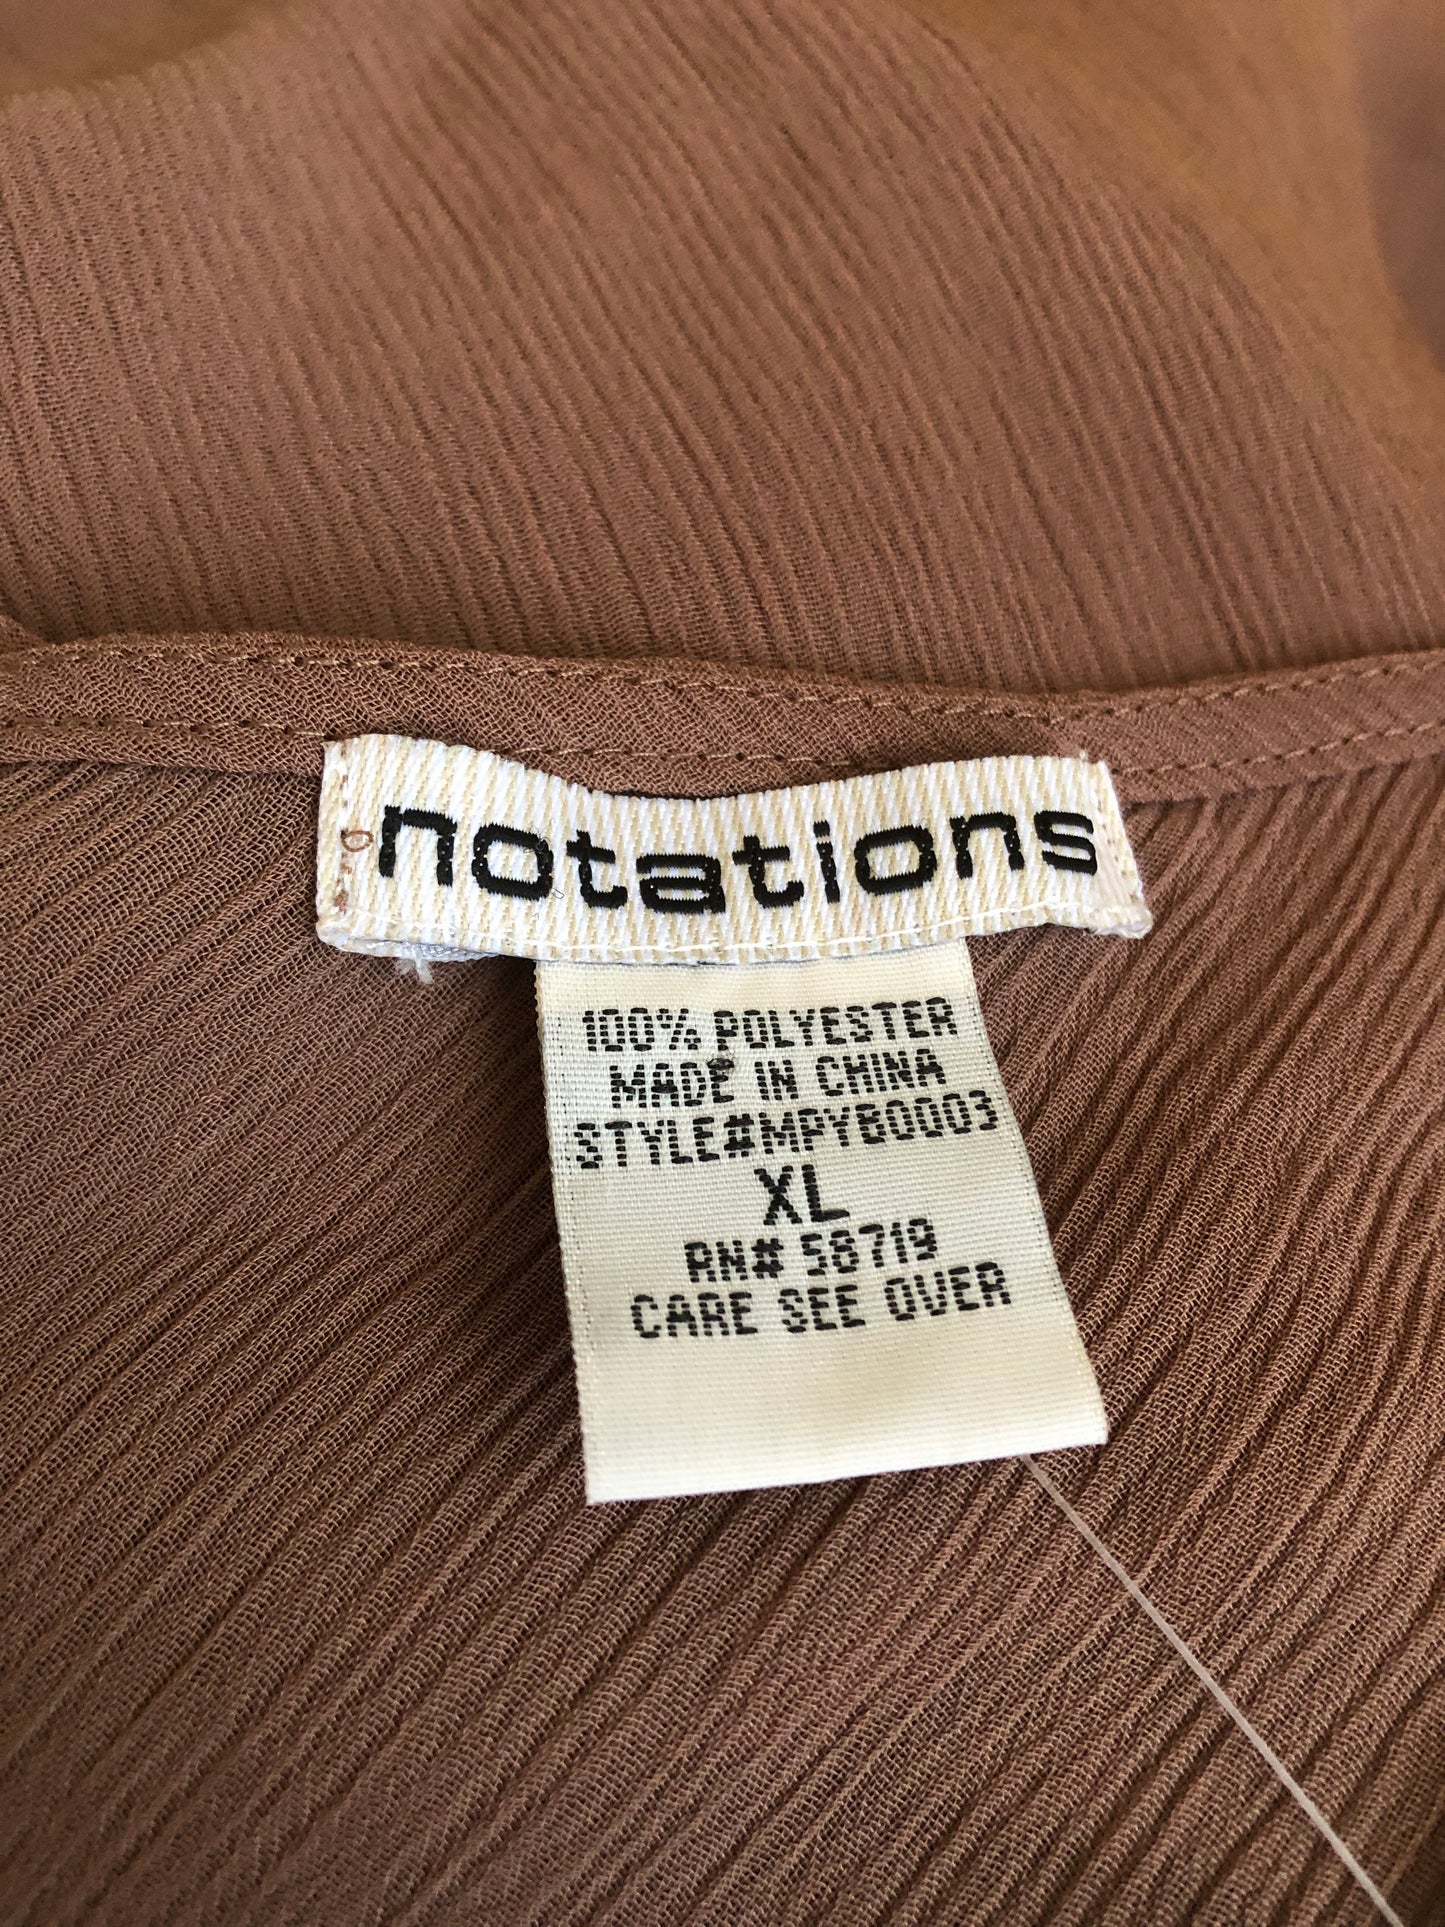 notations
100% POLYESTER
MADE IN CHINA
STYLE#MPYB0003
XL
RN# 58719
CARE SEE OVER